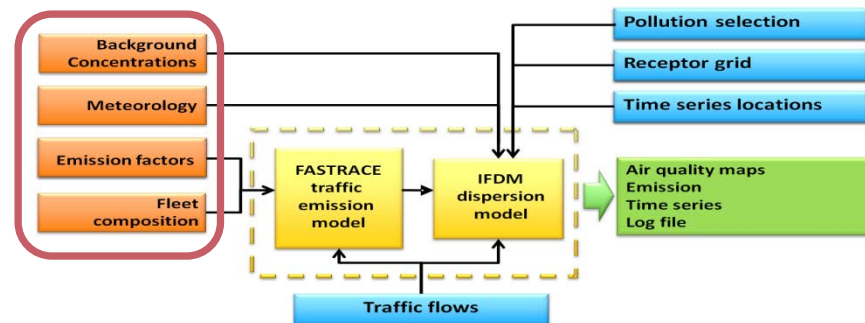 Background
Concentrations
Meteorology
Emission factors
Fleet
composition
FASTRACE
traffic
emission
model
IFDM
dispersion
model
Traffic flows
Pollution selection
Receptor grid
Time series locations
Air quality maps
Emission
Time series
Log file